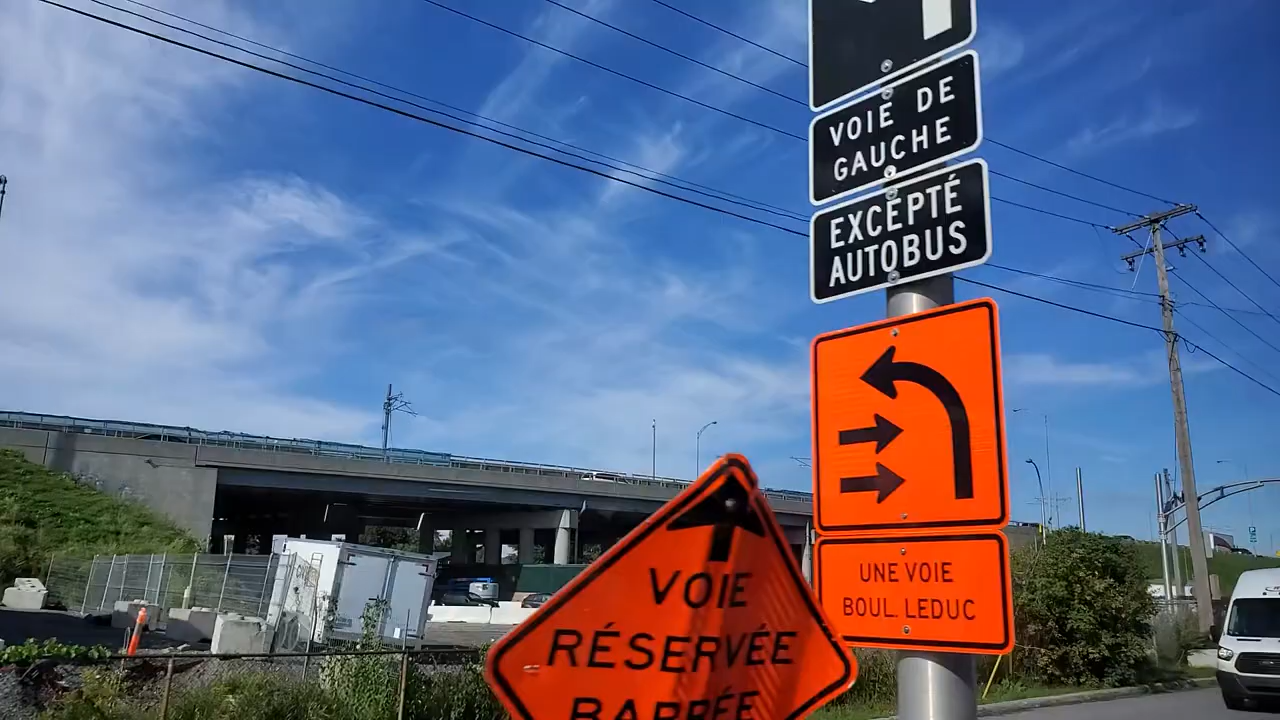 VOIE DE
GAUCHE
EXCEPTÉ
AUTOBUS
UNE VOIE
BOUL. LEDUC
VOIE
RÉSERVÉE
BARRÉE